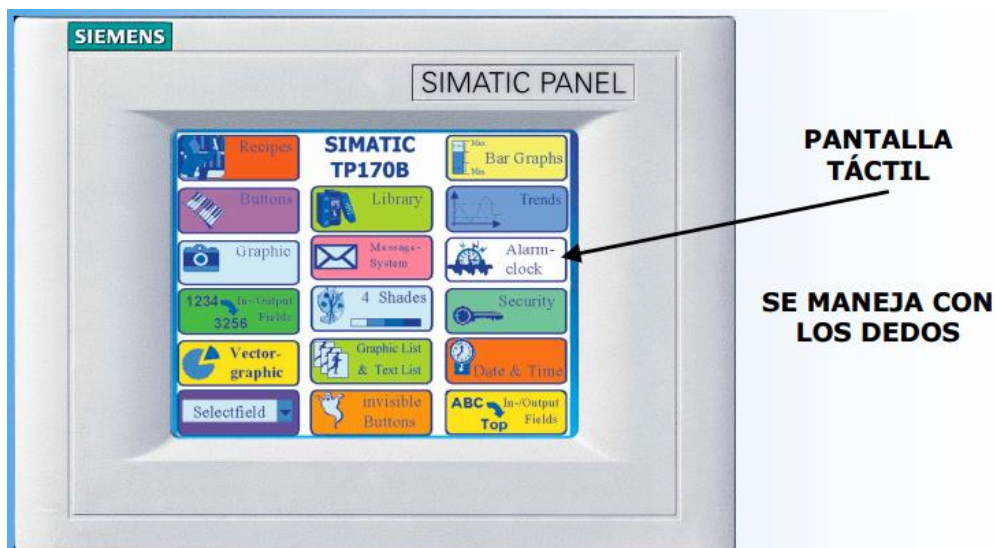 SIEMENS
SIMATIC PANEL
Recipes
SIMATIC
TP170B
Max
Bar Graphs
Min
Buttons
Library
Trends
Graphic
Message-
System
Alarm-
clock
1234
In-/Output
3256
Fields
4 Shades
Security
Vector-
graphic
Graphic List
& Text List
Date & Time
Selectfield
invisible
Buttons
ABC
In-/Output
Top
Fields
PANTALLA
TÁCTIL
SE MANEJA CON
LOS DEDOS